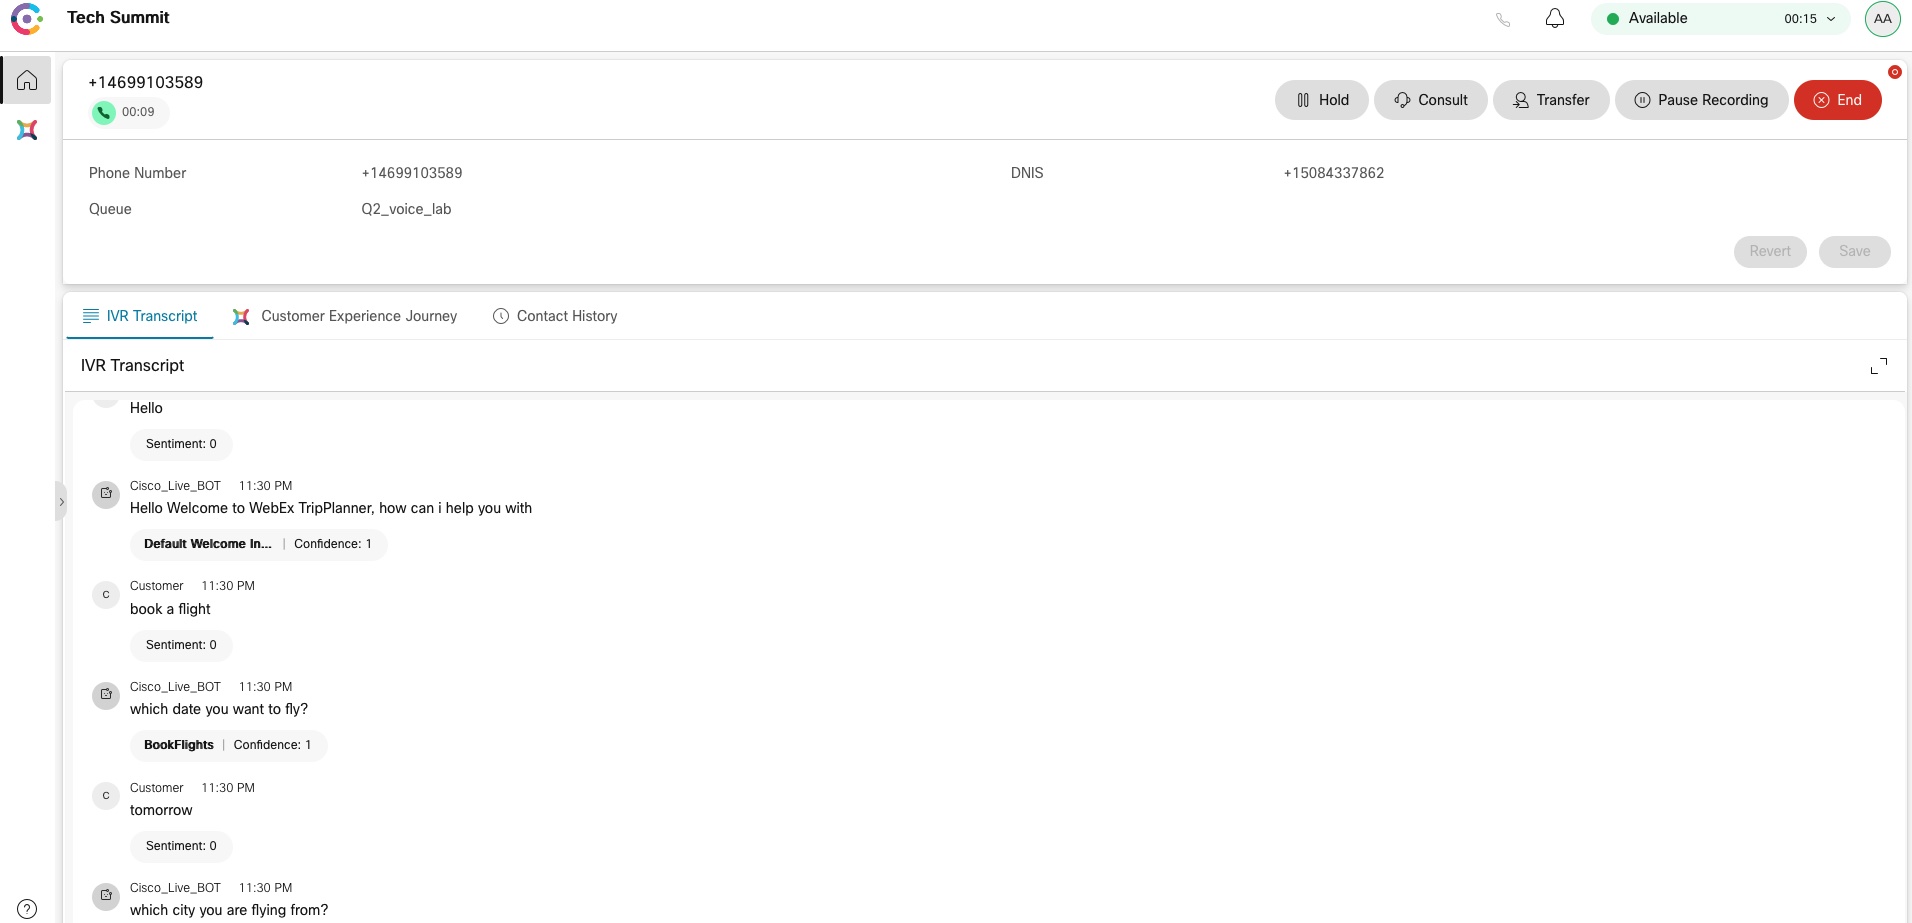 Tech Summit
Available 00:15
AA
+14699103589
00:09
Hold
Consult
Transfer
Pause Recording
End
Phone Number +14699103589 DNIS +15084337862
Queue Q2_voice_lab
Revert Save
IVR Transcript Customer Experience Journey Contact History
IVR Transcript
Hello
Sentiment: 0
Cisco_Live_BOT 11:30 PM
Hello Welcome to WebEx TripPlanner, how can i help you with
Default Welcome In... | Confidence: 1
C Customer 11:30 PM
book a flight
Sentiment: 0
Cisco_Live_BOT 11:30 PM
which date you want to fly?
BookFlights | Confidence: 1
C Customer 11:30 PM
tomorrow
Sentiment: 0
Cisco_Live_BOT 11:30 PM
which city you are flying from?
?